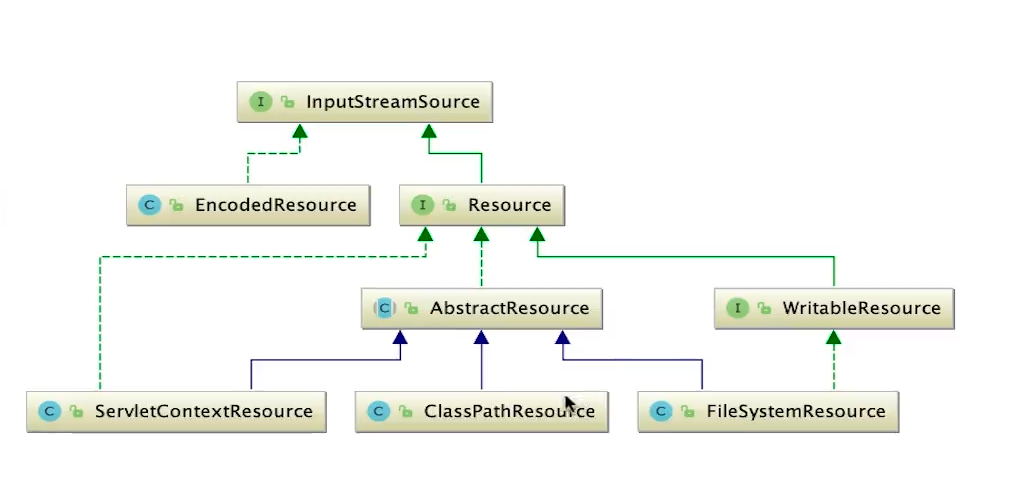 I InputStreamSource
C EncodedResource
I Resource
C AbstractResource
I WritableResource
C ServletContextResource
C ClassPathResource
C FileSystemResource